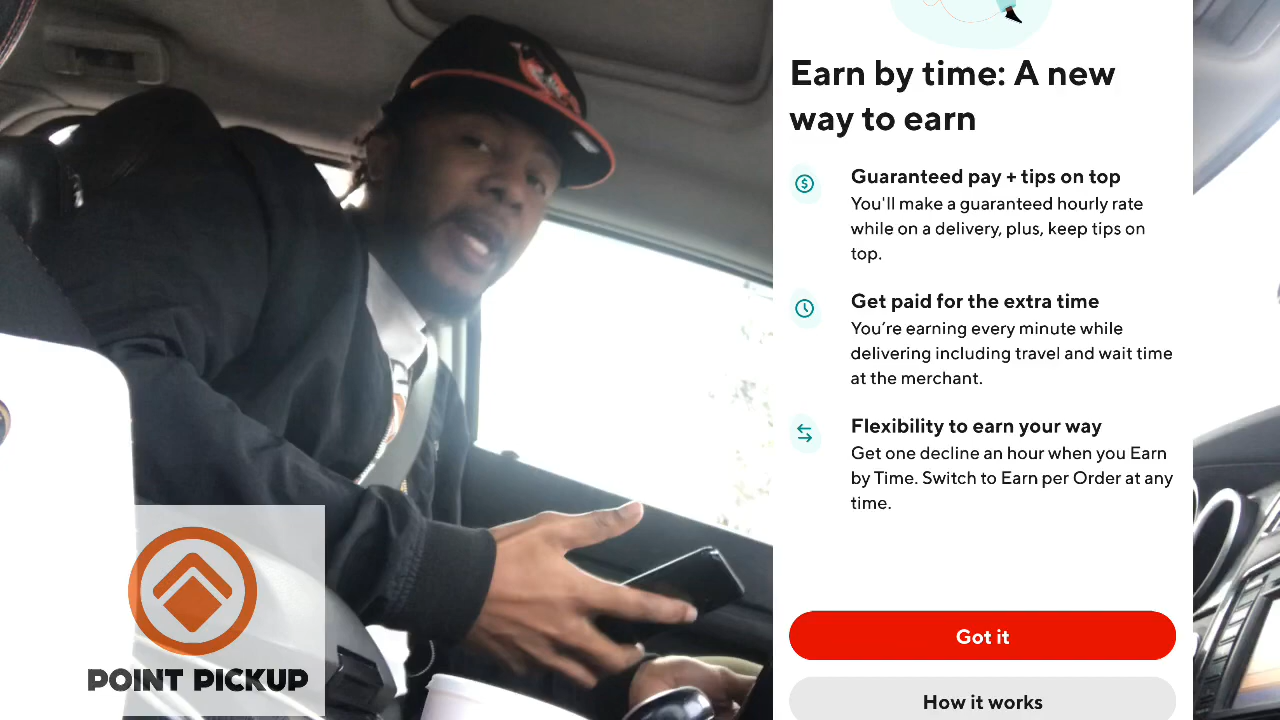 Earn by time: A new
way to earn
Guaranteed pay + tips on top
You'll make a guaranteed hourly rate
while on a delivery, plus, keep tips on
top.
Get paid for the extra time
You’re earning every minute while
delivering including travel and wait time
at the merchant.
Flexibility to earn your way
Get one decline an hour when you Earn
by Time. Switch to Earn per Order at any
time.
Got it
How it works
POINT PICKUP